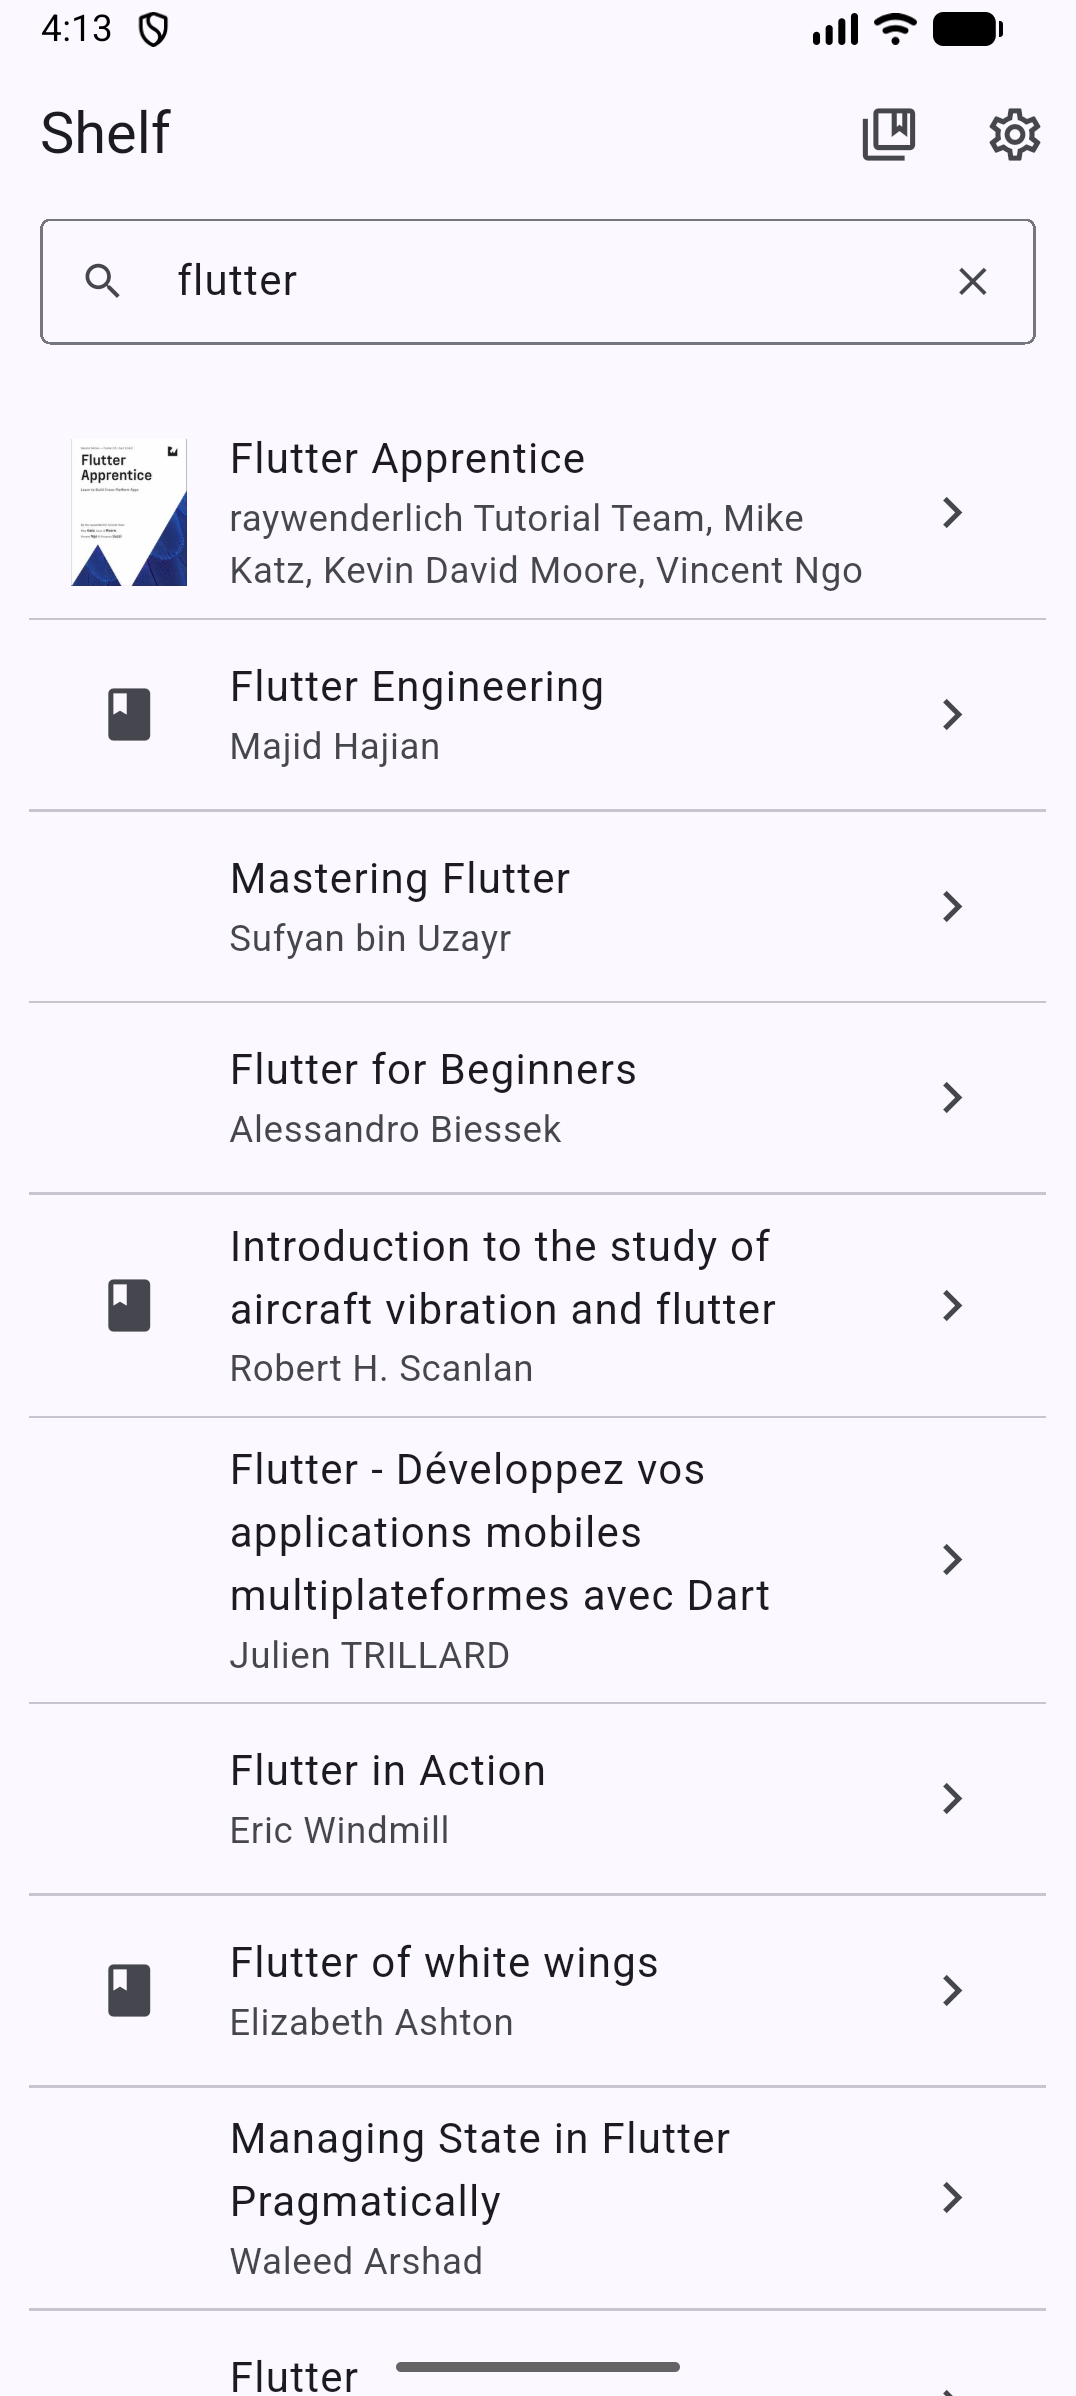 4:13
Shelf
flutter
Flutter
Apprentice
Flutter Apprentice
raywenderlich Tutorial Team, Mike
Katz, Kevin David Moore, Vincent Ngo
Flutter Engineering
Majid Hajian
Mastering Flutter
Sufyan bin Uzayr
Flutter for Beginners
Alessandro Biessek
Introduction to the study of
aircraft vibration and flutter
Robert H. Scanlan
Flutter - Développez vos
applications mobiles
multiplateformes avec Dart
Julien TRILLARD
Flutter in Action
Eric Windmill
Flutter of white wings
Elizabeth Ashton
Managing State in Flutter
Pragmatically
Waleed Arshad
Flutter